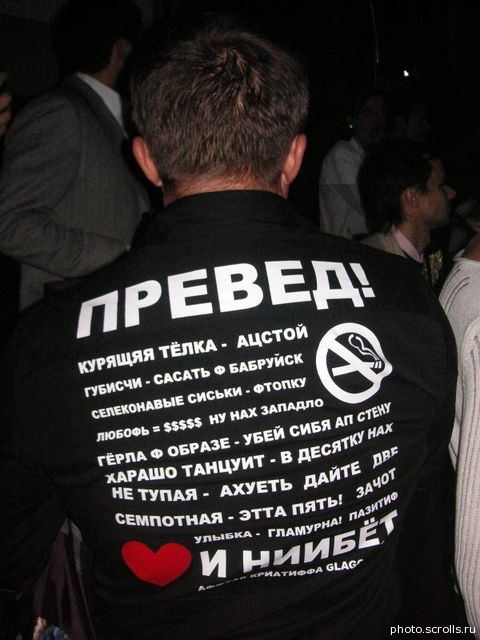 ПРЕВЕД!
КУРЯЩЯЯ ТЁЛКА - АЦСТОЙ
ГУБИСЧИ - САСАТЬ Ф БАБРУЙСК
СЕЛЕКОНАВЫЕ СИСЬКИ - ФТОПКУ
ЛЮБОФЬ = $$$$$ НУ НАХ ЗАПАДЛО
ГЁРЛА Ф ОБРАЗЕ - УБЕЙ СИБЯ АП СТЕНУ
ХАРАШО ТАНЦУИТ - В ДЕСЯТКУ НАХ
НЕ ТУПАЯ - АХУЕТЬ ДАЙТЕ ДВЕ
СЕМПОТНАЯ - ЭТТА ПЯТЬ! ЗАЧОТ
УЛЫБКА - ГЛАМУРНА! ПАЗИТИФ
И НИИБЁТ
КРИАТИФФА
photo.scrolls.ru